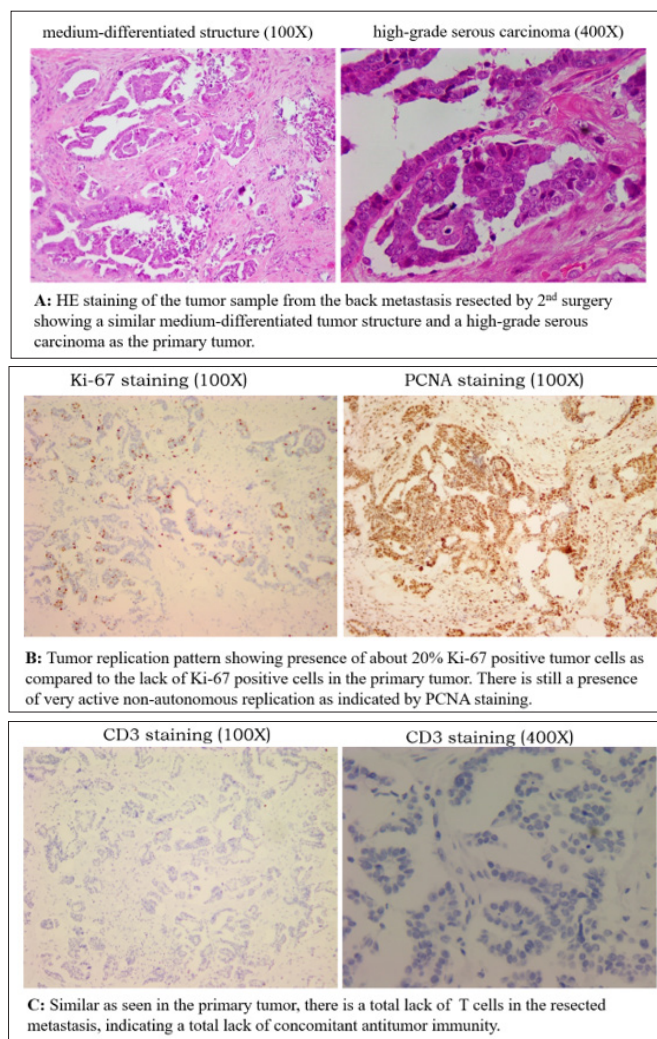 medium-differentiated structure (100X)
high-grade serous carcinoma (400X)
A: HE staining of the tumor sample from the back metastasis resected by 2nd surgery
showing a similar medium-differentiated tumor structure and a high-grade serous
carcinoma as the primary tumor.
Ki-67 staining (100X)
PCNA staining (100X)
B: Tumor replication pattern showing presence of about 20% Ki-67 positive tumor cells as
compared to the lack of Ki-67 positive cells in the primary tumor. There is still a presence
of very active non-autonomous replication as indicated by PCNA staining.
CD3 staining (100X)
CD3 staining (400X)
C: Similar as seen in the primary tumor, there is a total lack of T cells in the resected
metastasis, indicating a total lack of concomitant antitumor immunity.